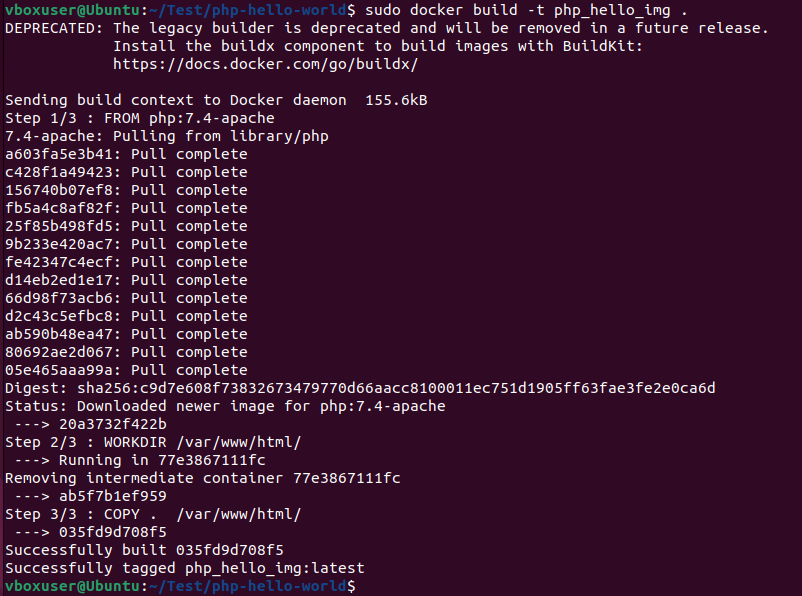 vboxuser@Ubuntu:~/Test/php-hello-world$ sudo docker build -t php_hello_img .
DEPRECATED: The legacy builder is deprecated and will be removed in a future release.
            Install the buildx component to build images with BuildKit:
            https://docs.docker.com/go/buildx/

Sending build context to Docker daemon  155.6kB
Step 1/3 : FROM php:7.4-apache
7.4-apache: Pulling from library/php
a603fa5e3b41: Pull complete
c428f1a49423: Pull complete
156740b07ef8: Pull complete
fb5a4c8af82f: Pull complete
25f85b498fd5: Pull complete
9b233e420ac7: Pull complete
fe42347c4ecf: Pull complete
d14eb2ed1e17: Pull complete
66d98f73acb6: Pull complete
d2c43c5efbc8: Pull complete
ab590b48ea47: Pull complete
80692ae2d067: Pull complete
05e465aaa99a: Pull complete
Digest: sha256:c9d7e608f73832673479770d66aacc8100011ec751d1905ff63fae3fe2e0ca6d
Status: Downloaded newer image for php:7.4-apache
 ---> 20a3732f422b
Step 2/3 : WORKDIR /var/www/html/
 ---> Running in 77e3867111fc
Removing intermediate container 77e3867111fc
 ---> ab5f7b1ef959
Step 3/3 : COPY .  /var/www/html/
 ---> 035fd9d708f5
Successfully built 035fd9d708f5
Successfully tagged php_hello_img:latest
vboxuser@Ubuntu:~/Test/php-hello-world$